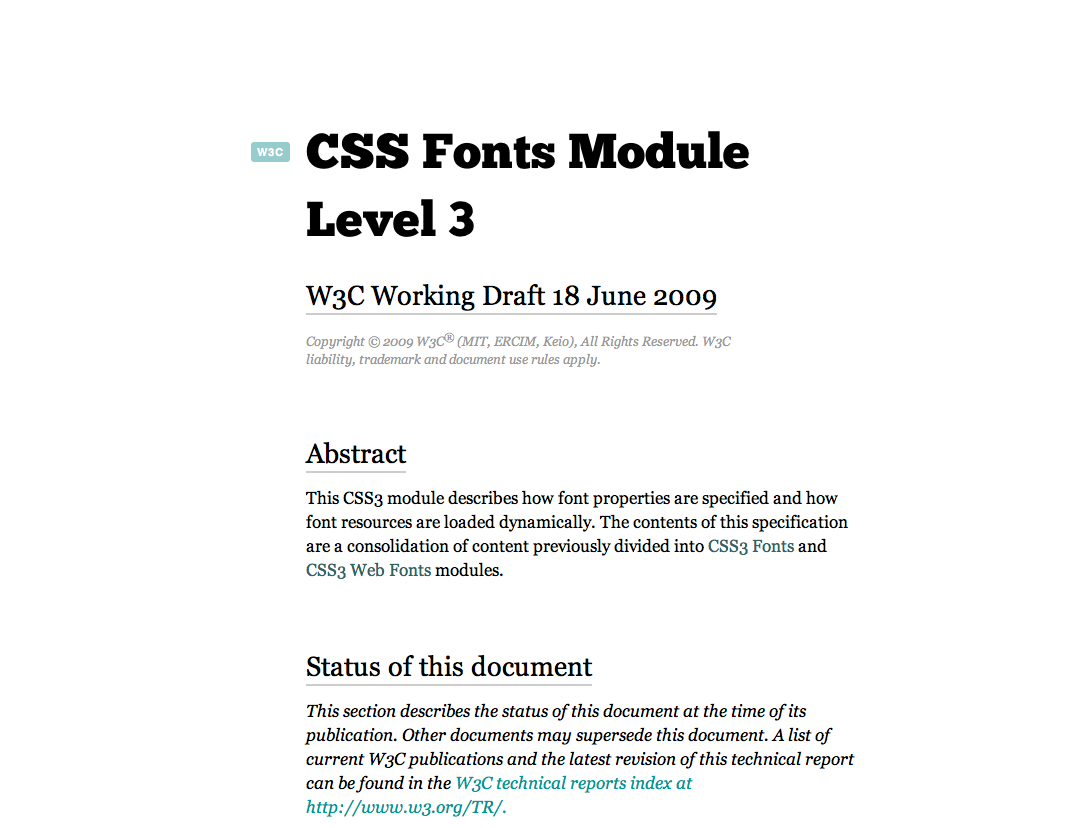 W3C
CSS Fonts Module
Level 3
W3C Working Draft 18 June 2009
Copyright © 2009 W3C® (MIT, ERCIM, Keio), All Rights Reserved. W3C
liability, trademark and document use rules apply.
Abstract
This CSS3 module describes how font properties are specified and how
font resources are loaded dynamically. The contents of this specification
are a consolidation of content previously divided into CSS3 Fonts and
CSS3 Web Fonts modules.
Status of this document
This section describes the status of this document at the time of its
publication. Other documents may supersede this document. A list of
current W3C publications and the latest revision of this technical report
can be found in the W3C technical reports index at
http://www.w3.org/TR/.